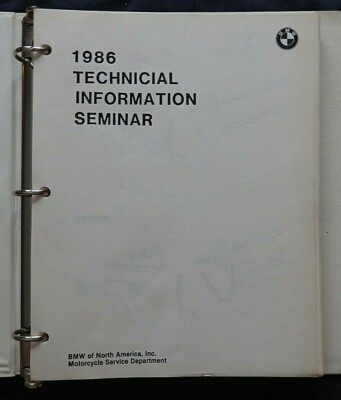 1986
TECHNICIAL
INFORMATION
SEMINAR
BMW of North America, Inc.
Motorcycle Service Department